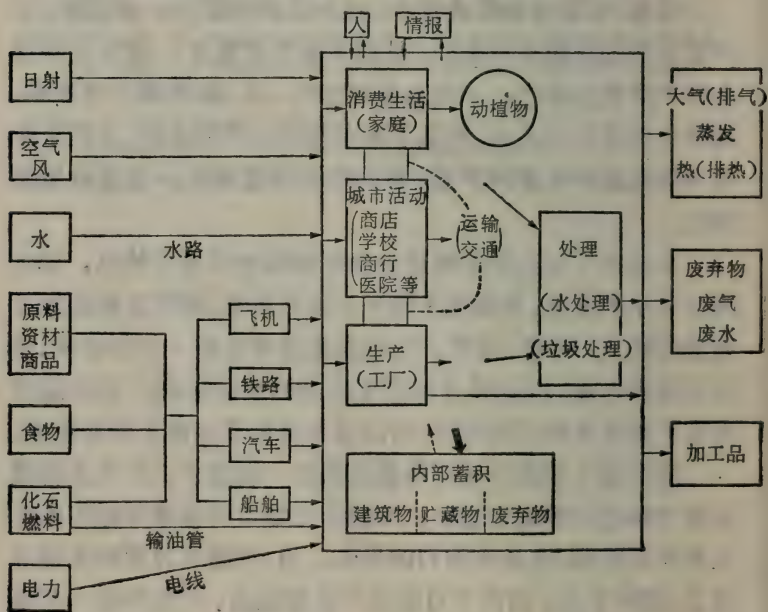 人
情报
日射
空气
风
水
水路
原料
资材
商品
食物
化石
燃料
输油管
电力
电线
飞机
铁路
汽车
船舶
消费生活
(家庭)
动植物
城市活动
(商店
学校
商行
医院等
(运输
交通)
生产
(工厂)
处理
(水处理)
(垃圾处理)
内部蓄积
建筑物 贮藏物 废弃物
大气(排气)
蒸发
热(排热)
废弃物
废气
废水
加工品